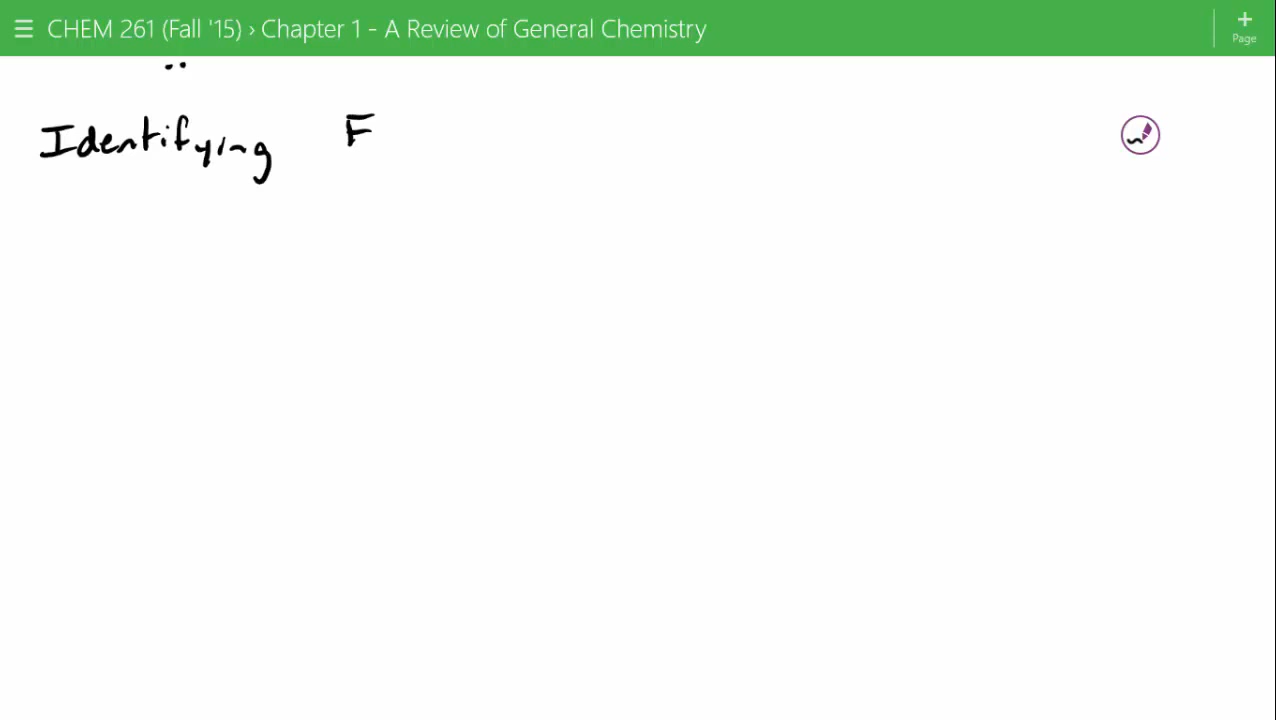 ☰ CHEM 261 (Fall '15) › Chapter 1 - A Review of General Chemistry
+
Page
Identifying F